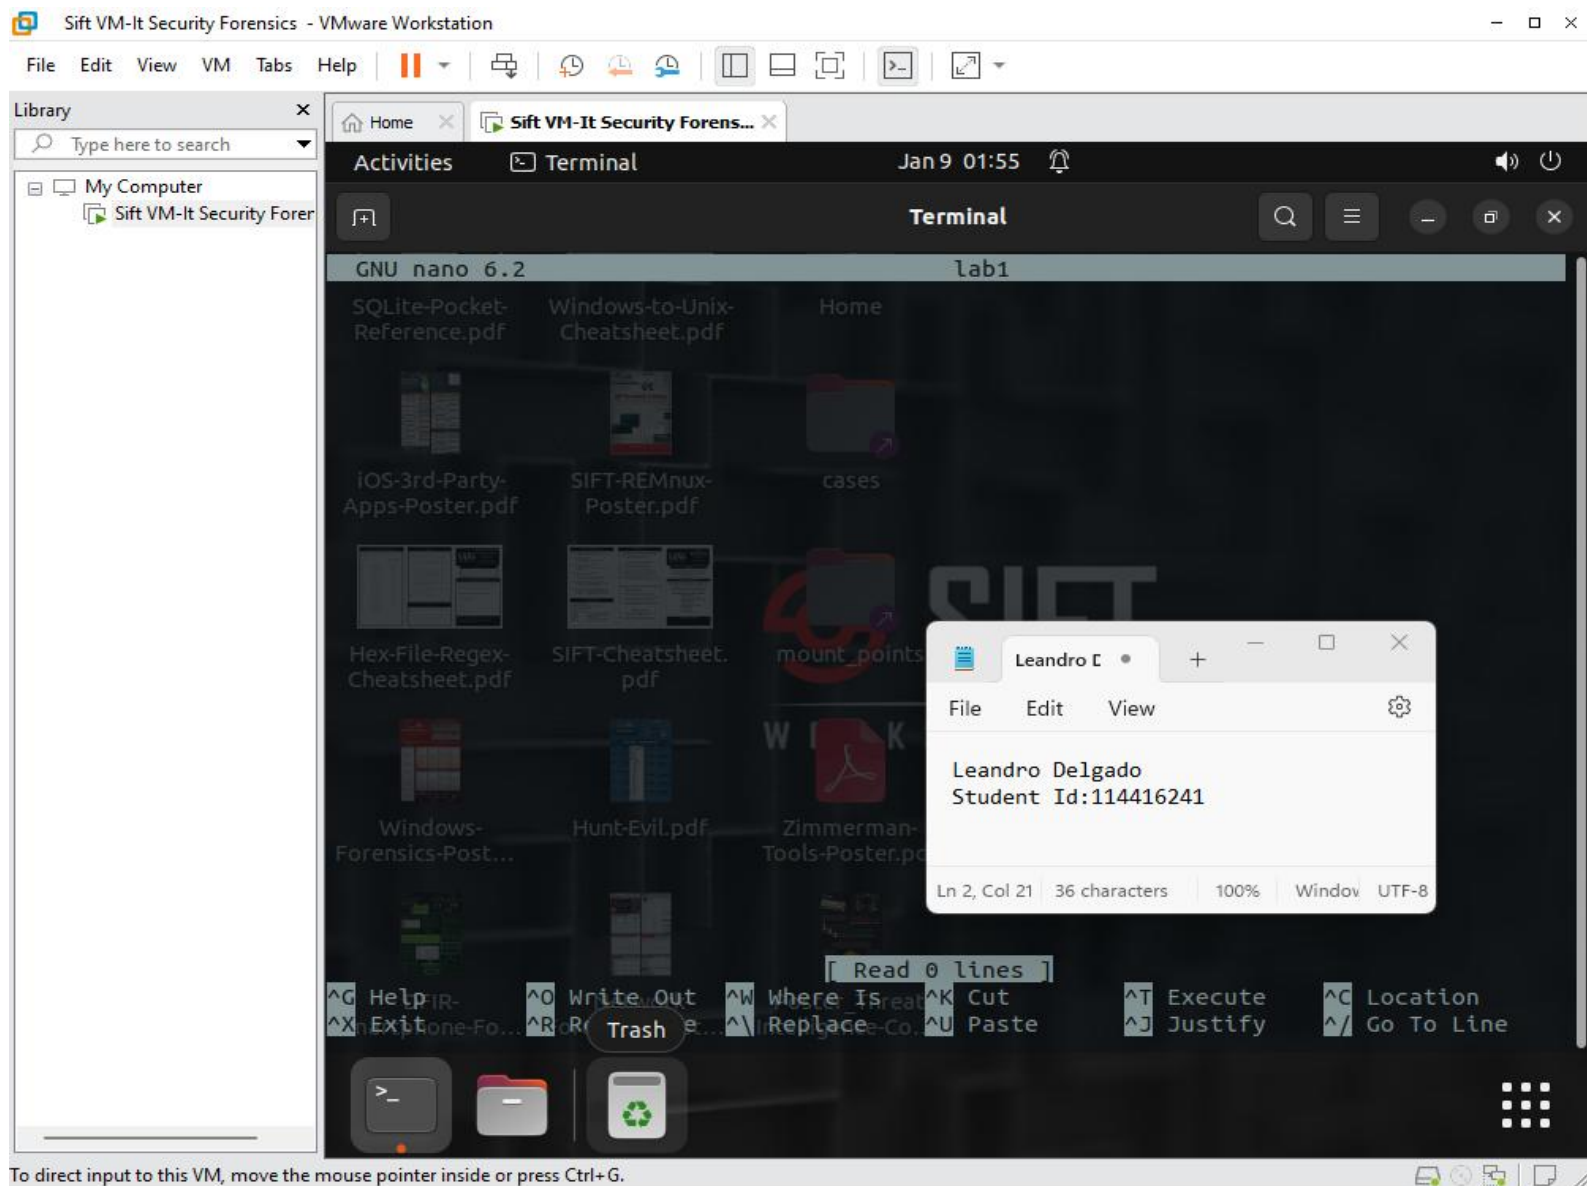 Sift VM-It Security Forensics - VMware Workstation
File Edit View VM Tabs Help
Library
Type here to search
My Computer
Sift VM-It Security Foren
Home
Sift VM-It Security Forens...
Activities Terminal Jan 9 01:55
Terminal
GNU nano 6.2 lab1
SQLite-Pocket-Reference.pdf
Windows-to-Unix-Cheatsheet.pdf
Home
iOS-3rd-Party-Apps-Poster.pdf
SIFT-REMnux-Poster.pdf
cases
Hex-File-Regex-Cheatsheet.pdf
SIFT-Cheatsheet.pdf
mount_points
SIFT
Windows-Forensics-Post...
Hunt-Evil.pdf
Zimmerman-Tools-Poster.pd
Leandro D
File Edit View
Leandro Delgado
Student Id:114416241
Ln 2, Col 21 36 characters 100% Window UTF-8
[ Read 0 lines ]
^G Help ^O Write Out ^W Where Is ^K Cut ^T Execute ^C Location
^X Exit ^R ^\ Replace ^U Paste ^J Justify ^/ Go To Line
Trash
To direct input to this VM, move the mouse pointer inside or press Ctrl+G.